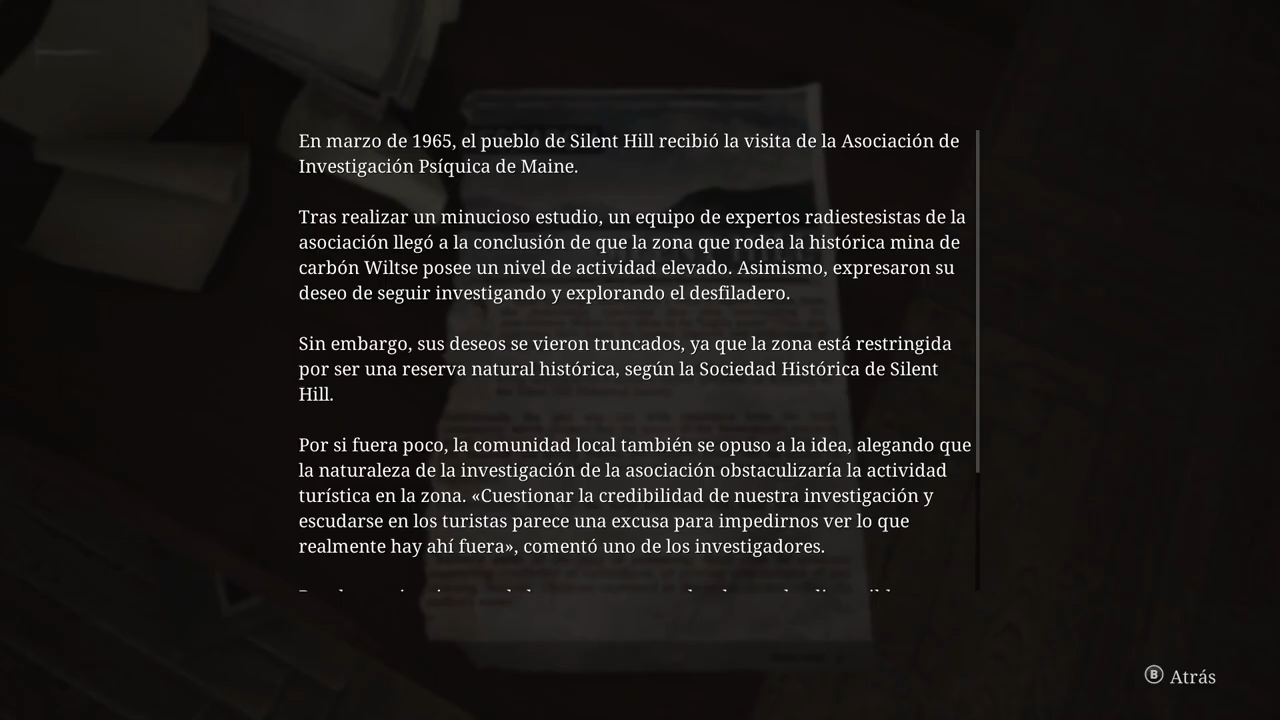 En marzo de 1965, el pueblo de Silent Hill recibió la visita de la Asociación de
Investigación Psíquica de Maine.
Tras realizar un minucioso estudio, un equipo de expertos radiestesistas de la
asociación llegó a la conclusión de que la zona que rodea la histórica mina de
carbón Wiltse posee un nivel de actividad elevado. Asimismo, expresaron su
deseo de seguir investigando y explorando el desfiladero.
Sin embargo, sus deseos se vieron truncados, ya que la zona está restringida
por ser una reserva natural histórica, según la Sociedad Histórica de Silent
Hill.
Por si fuera poco, la comunidad local también se opuso a la idea, alegando que
la naturaleza de la investigación de la asociación obstaculizaría la actividad
turística en la zona. «Cuestionar la credibilidad de nuestra investigación y
escudarse en los turistas parece una excusa para impedirnos ver lo que
realmente hay ahí fuera», comentó uno de los investigadores.
B Atrás